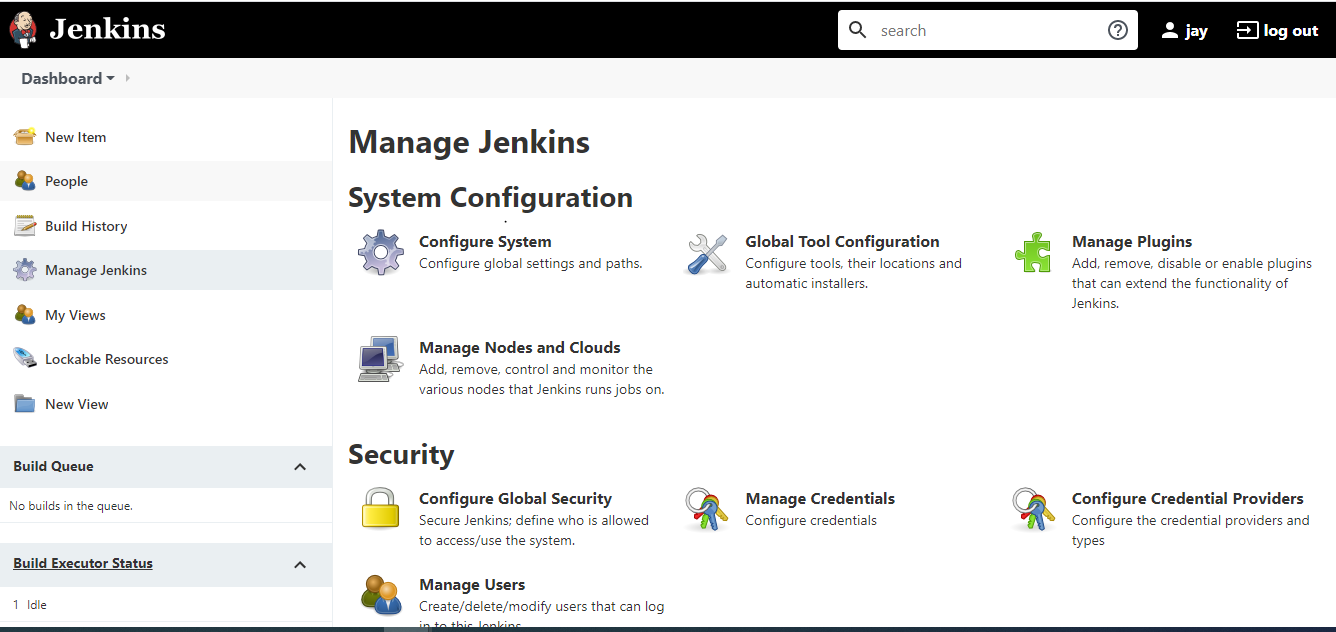 Jenkins
search
jay
log out
Dashboard
New Item
People
Build History
Manage Jenkins
My Views
Lockable Resources
New View
Build Queue
No builds in the queue.
Build Executor Status
1 Idle
Manage Jenkins
System Configuration
Configure System
Configure global settings and paths.
Global Tool Configuration
Configure tools, their locations and
automatic installers.
Manage Plugins
Add, remove, disable or enable plugins
that can extend the functionality of
Jenkins.
Manage Nodes and Clouds
Add, remove, control and monitor the
various nodes that Jenkins runs jobs on.
Security
Configure Global Security
Secure Jenkins; define who is allowed
to access/use the system.
Manage Credentials
Configure credentials
Configure Credential Providers
Configure the credential providers and
types
Manage Users
Create/delete/modify users that can log
in to this Jenkins